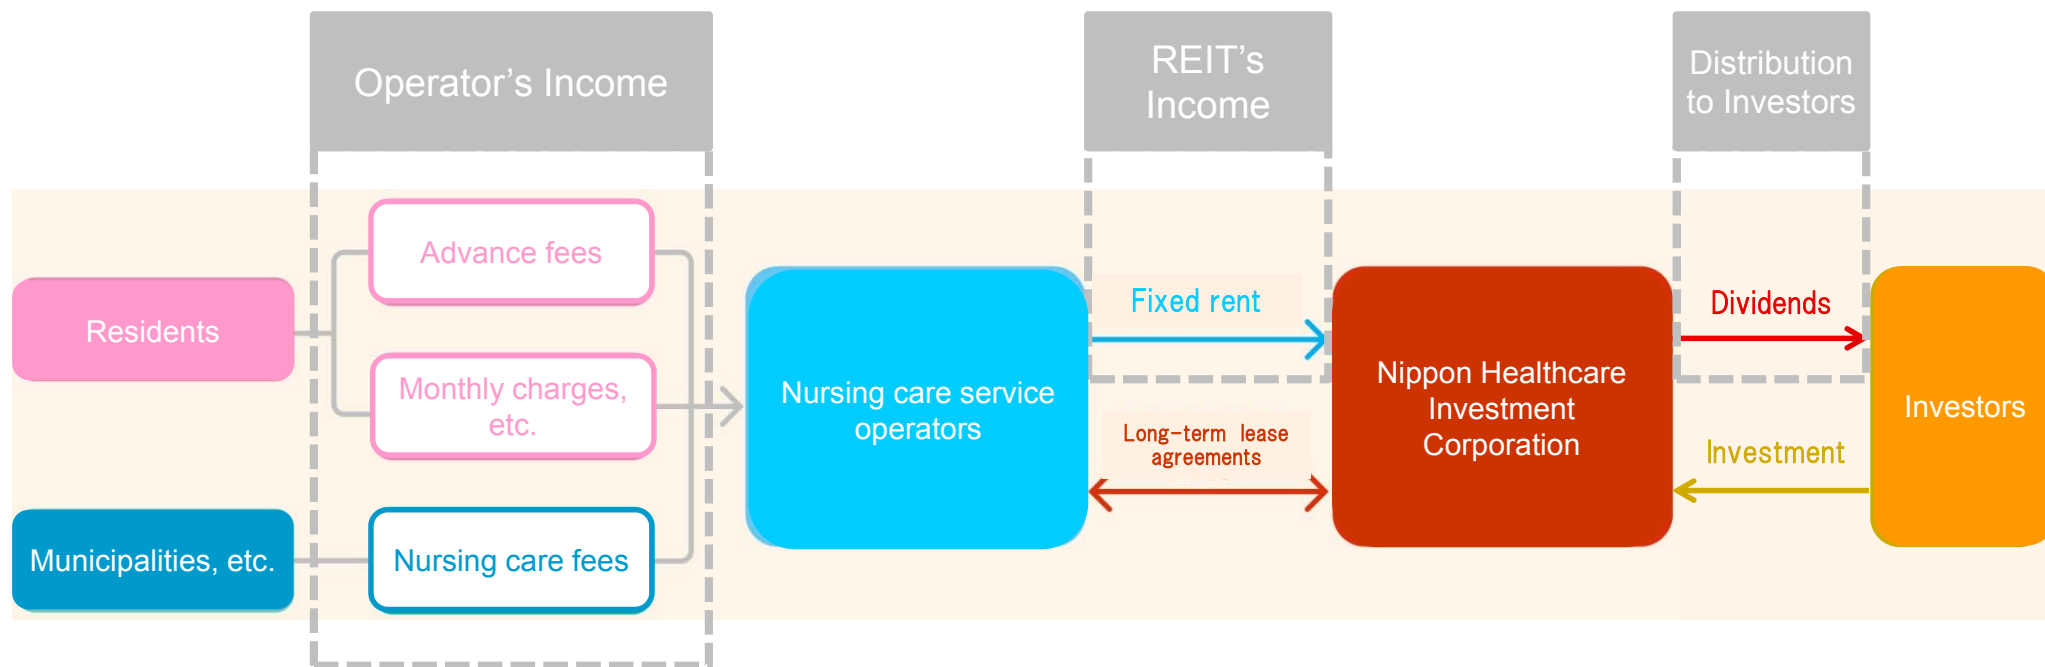 Operator’s Income
REIT’s
Income
Distribution
to Investors
Residents
Municipalities, etc.
Advance fees
Monthly charges,
etc.
Nursing care fees
Nursing care service
operators
Fixed rent
Long-term lease
agreements
Nippon Healthcare
Investment
Corporation
Dividends
Investment
Investors